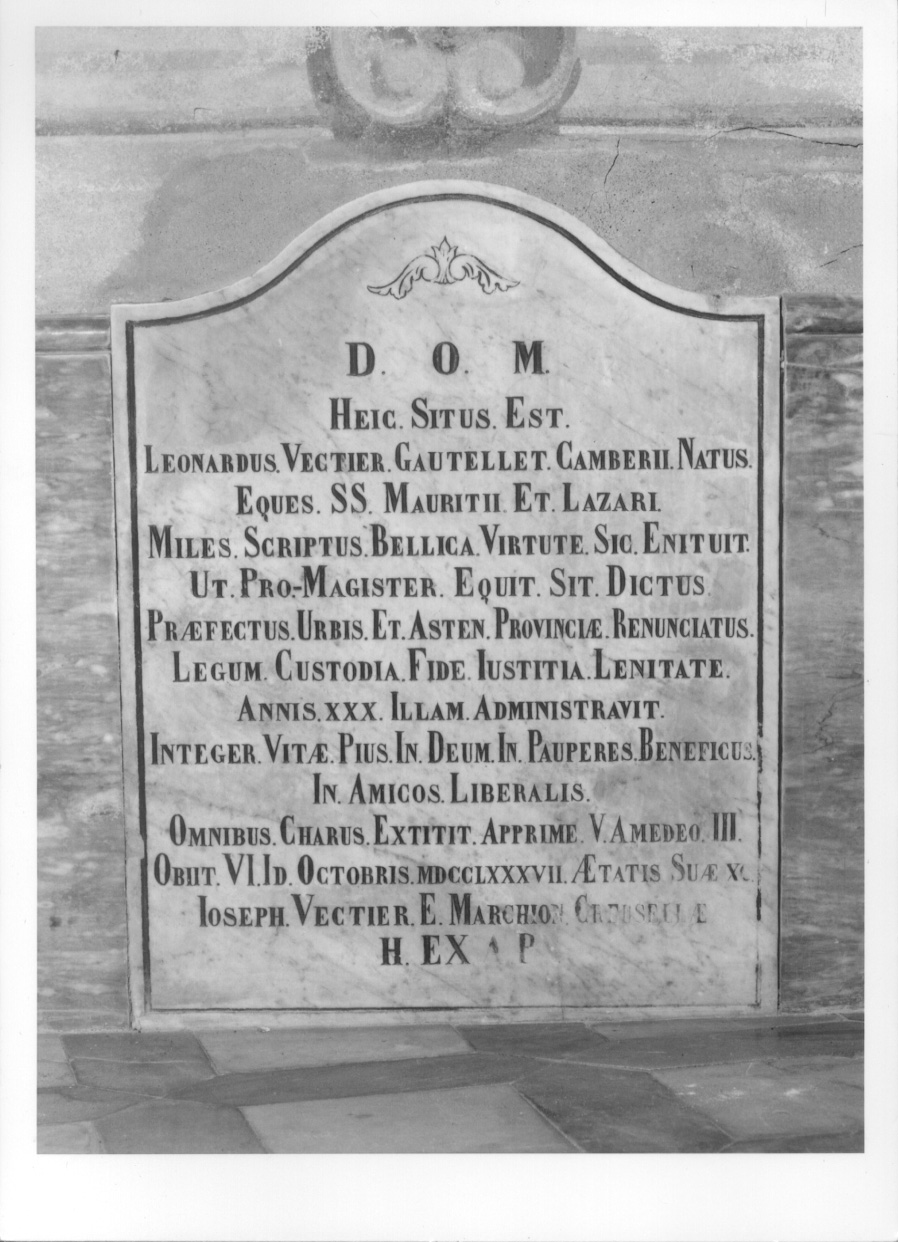 D. O. M.
HEIC. SITUS. EST.
LEONARDUS. VECTIER. GAUTELLET. CAMBERII. NATUS.
EQUES. SS. MAURITII. ET. LAZARI.
MILES. SCRIPTUS. BELLICA. VIRTUTE. SIC. ENITUIT.
UT. PRO-MAGISTER. EQUIT. SIT. DICTUS.
PRÆFECTUS. URBIS. ET. ASTEN. PROVINCIÆ. RENUNCIATUS.
LEGUM. CUSTODIA. FIDE. IUSTITIA. LENITATE.
ANNIS. XXX. ILLAM. ADMINISTRAVIT.
INTEGER. VITÆ. PIUS. IN. DEUM. IN. PAUPERES. BENEFICUS.
IN. AMICOS. LIBERALIS.
OMNIBUS. CHARUS. EXTITIT. APPRIME. V. AMEDEO. III.
OBIIT. VI. ID. OCTOBRIS. MDCCLXXXVII. ÆTATIS SUÆ
IOSEPH. VECTIER. E. MARCHION.
H. EX P